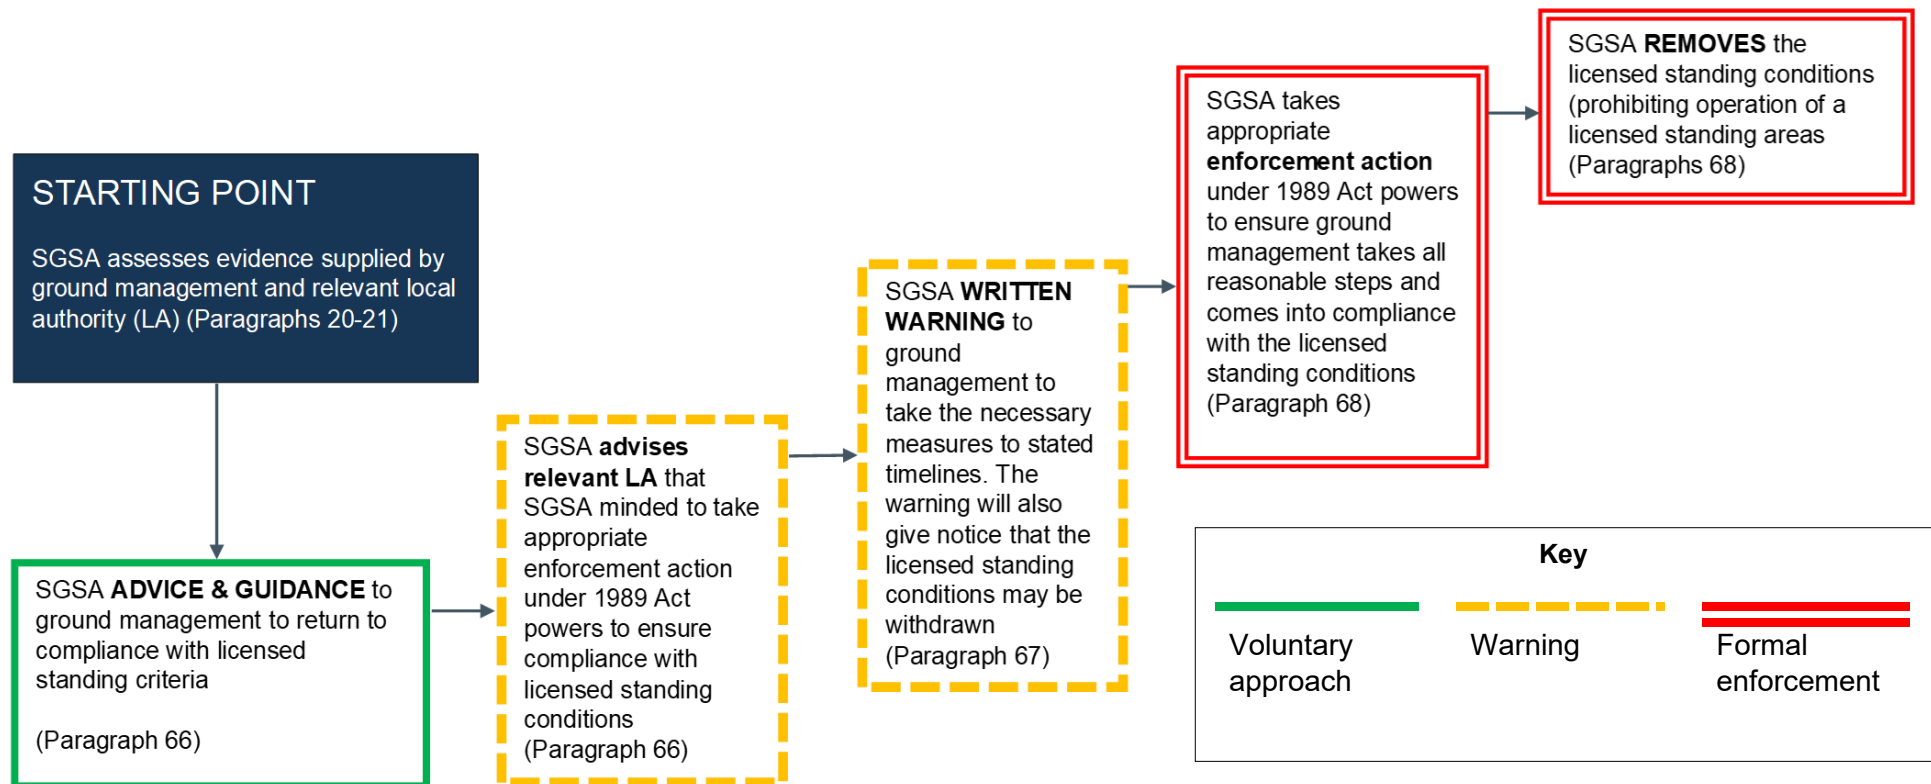 STARTING POINT
SGSA assesses evidence supplied by
ground management and relevant local
authority (LA) (Paragraphs 20-21)
SGSA ADVICE & GUIDANCE to
ground management to return to
compliance with licensed
standing criteria
(Paragraph 66)
SGSA advises
relevant LA that
SGSA minded to take
appropriate
enforcement action
under 1989 Act
powers to ensure
compliance with
licensed standing
conditions
(Paragraph 66)
SGSA WRITTEN
WARNING to
ground
management to
take the necessary
measures to stated
timelines. The
warning will also
give notice that the
licensed standing
conditions may be
withdrawn
(Paragraph 67)
SGSA takes
appropriate
enforcement action
under 1989 Act powers
to ensure ground
management takes all
reasonable steps and
comes into compliance
with the licensed
standing conditions
(Paragraph 68)
SGSA REMOVES the
licensed standing conditions
(prohibiting operation of a
licensed standing areas
(Paragraphs 68)
Key
Voluntary
approach
Warning
Formal
enforcement